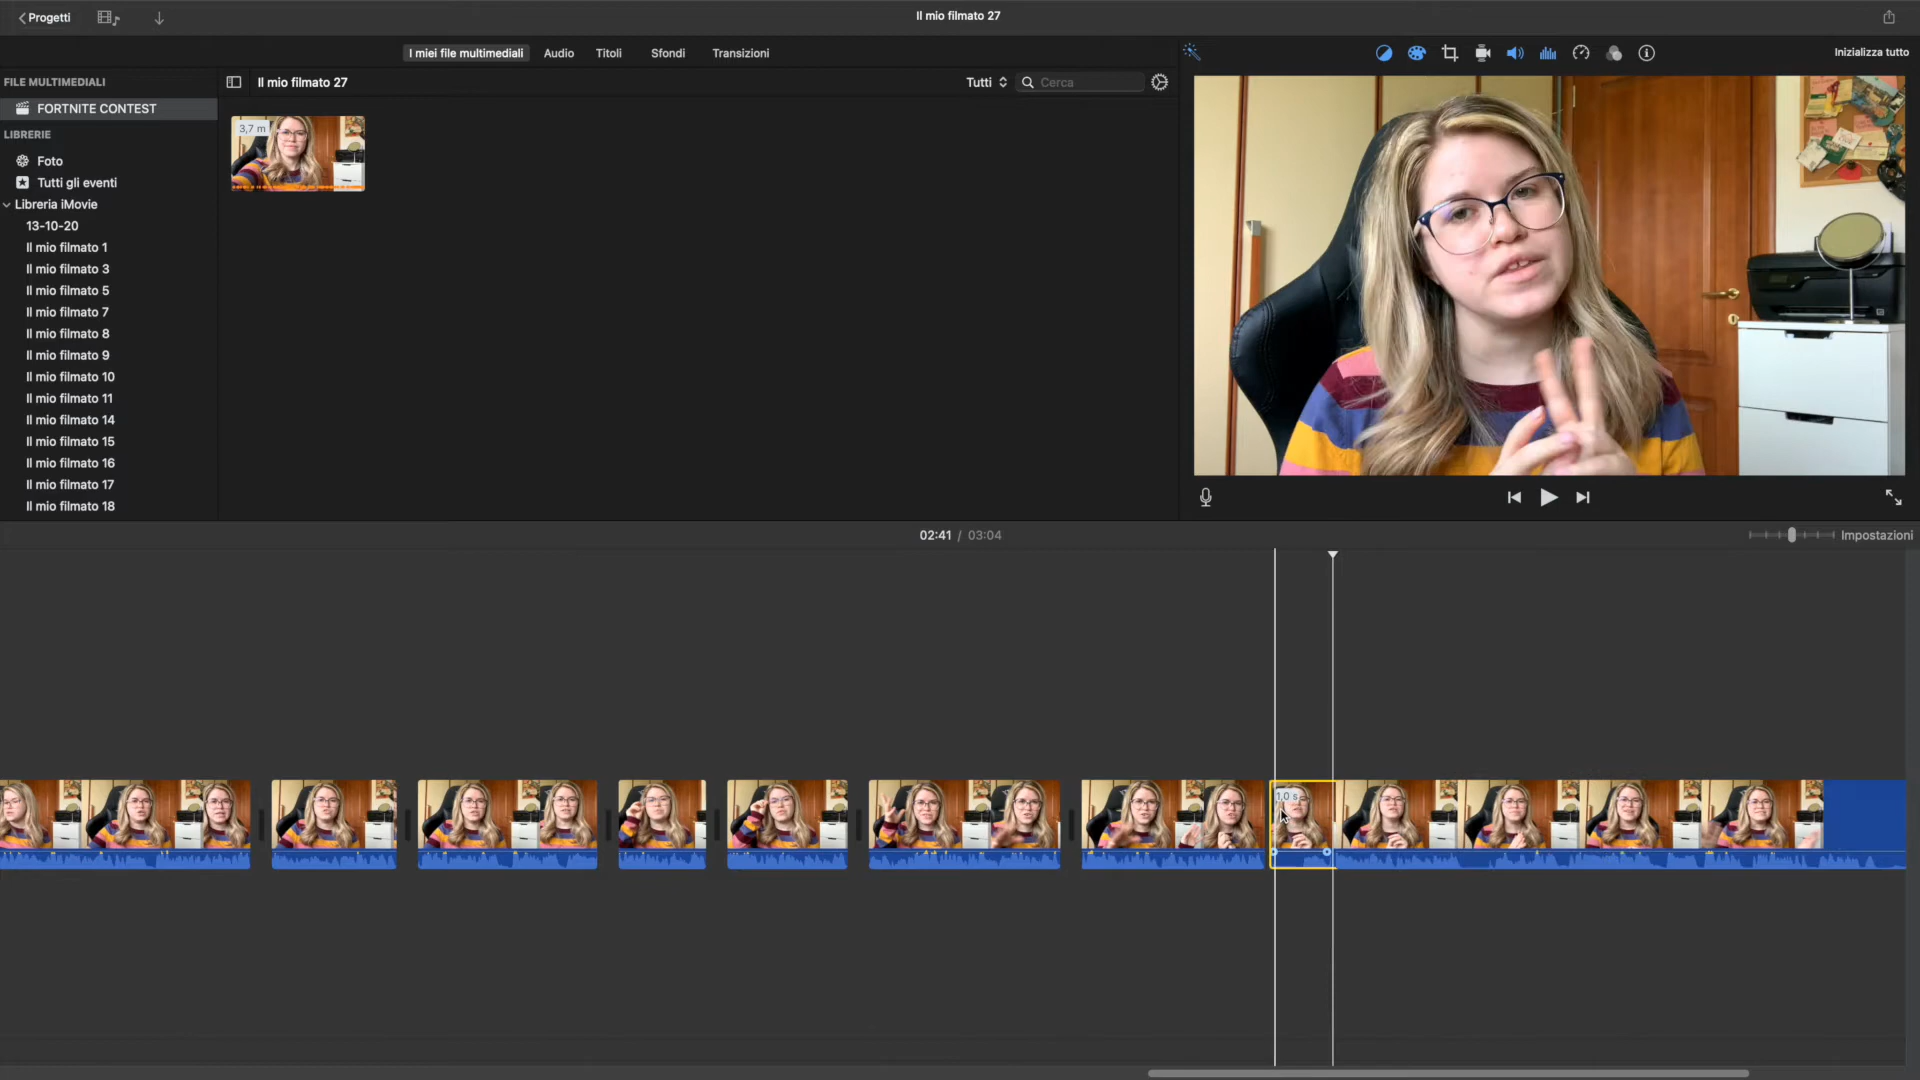 Progetti
Il mio filmato 27
I miei file multimediali
Audio
Titoli
Sfondi
Transizioni
Inizializza tutto
FILE MULTIMEDIALI
Il mio filmato 27
Tutti
Cerca
FORTNITE CONTEST
3,7 m
LIBRERIE
Foto
Tutti gli eventi
Libreria iMovie
13-10-20
Il mio filmato 1
Il mio filmato 3
Il mio filmato 5
Il mio filmato 7
Il mio filmato 8
Il mio filmato 9
Il mio filmato 10
Il mio filmato 11
Il mio filmato 14
Il mio filmato 15
Il mio filmato 16
Il mio filmato 17
Il mio filmato 18
02:41 / 03:04
Impostazioni
1,0 s